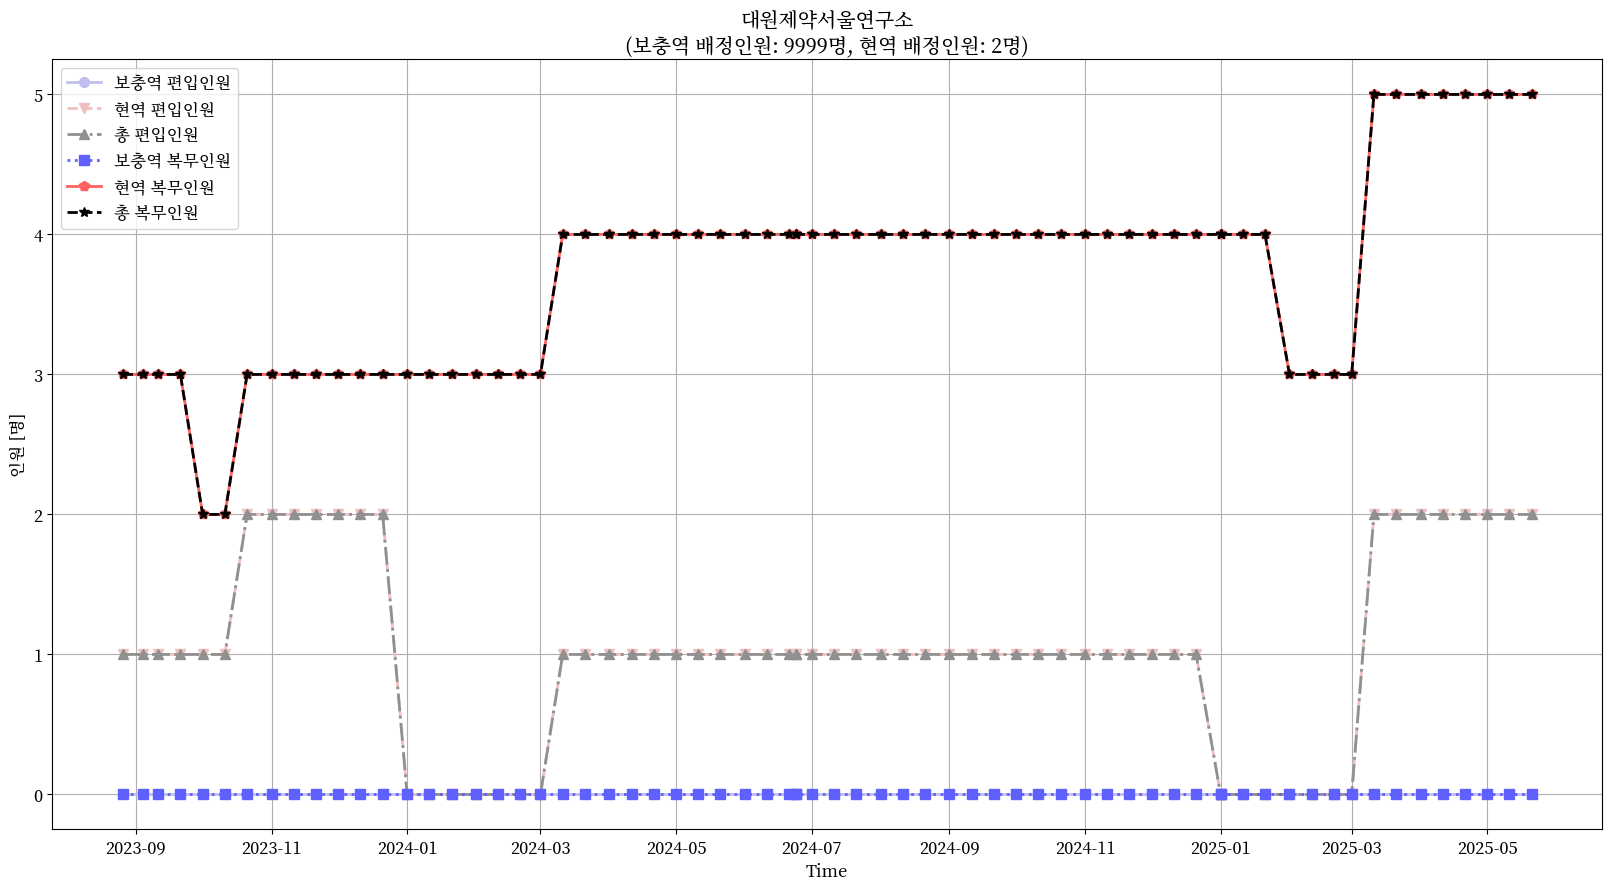 대원제약서울연구소
(보충역 배정인원: 9999명, 현역 배정인원: 2명)
보충역 편입인원
현역 편입인원
총 편입인원
보충역 복무인원
현역 복무인원
총 복무인원
인원 [명]
5
4
3
2
1
0
2023-09
2023-11
2024-01
2024-03
2024-05
2024-07
2024-09
2024-11
2025-01
2025-03
2025-05
Time